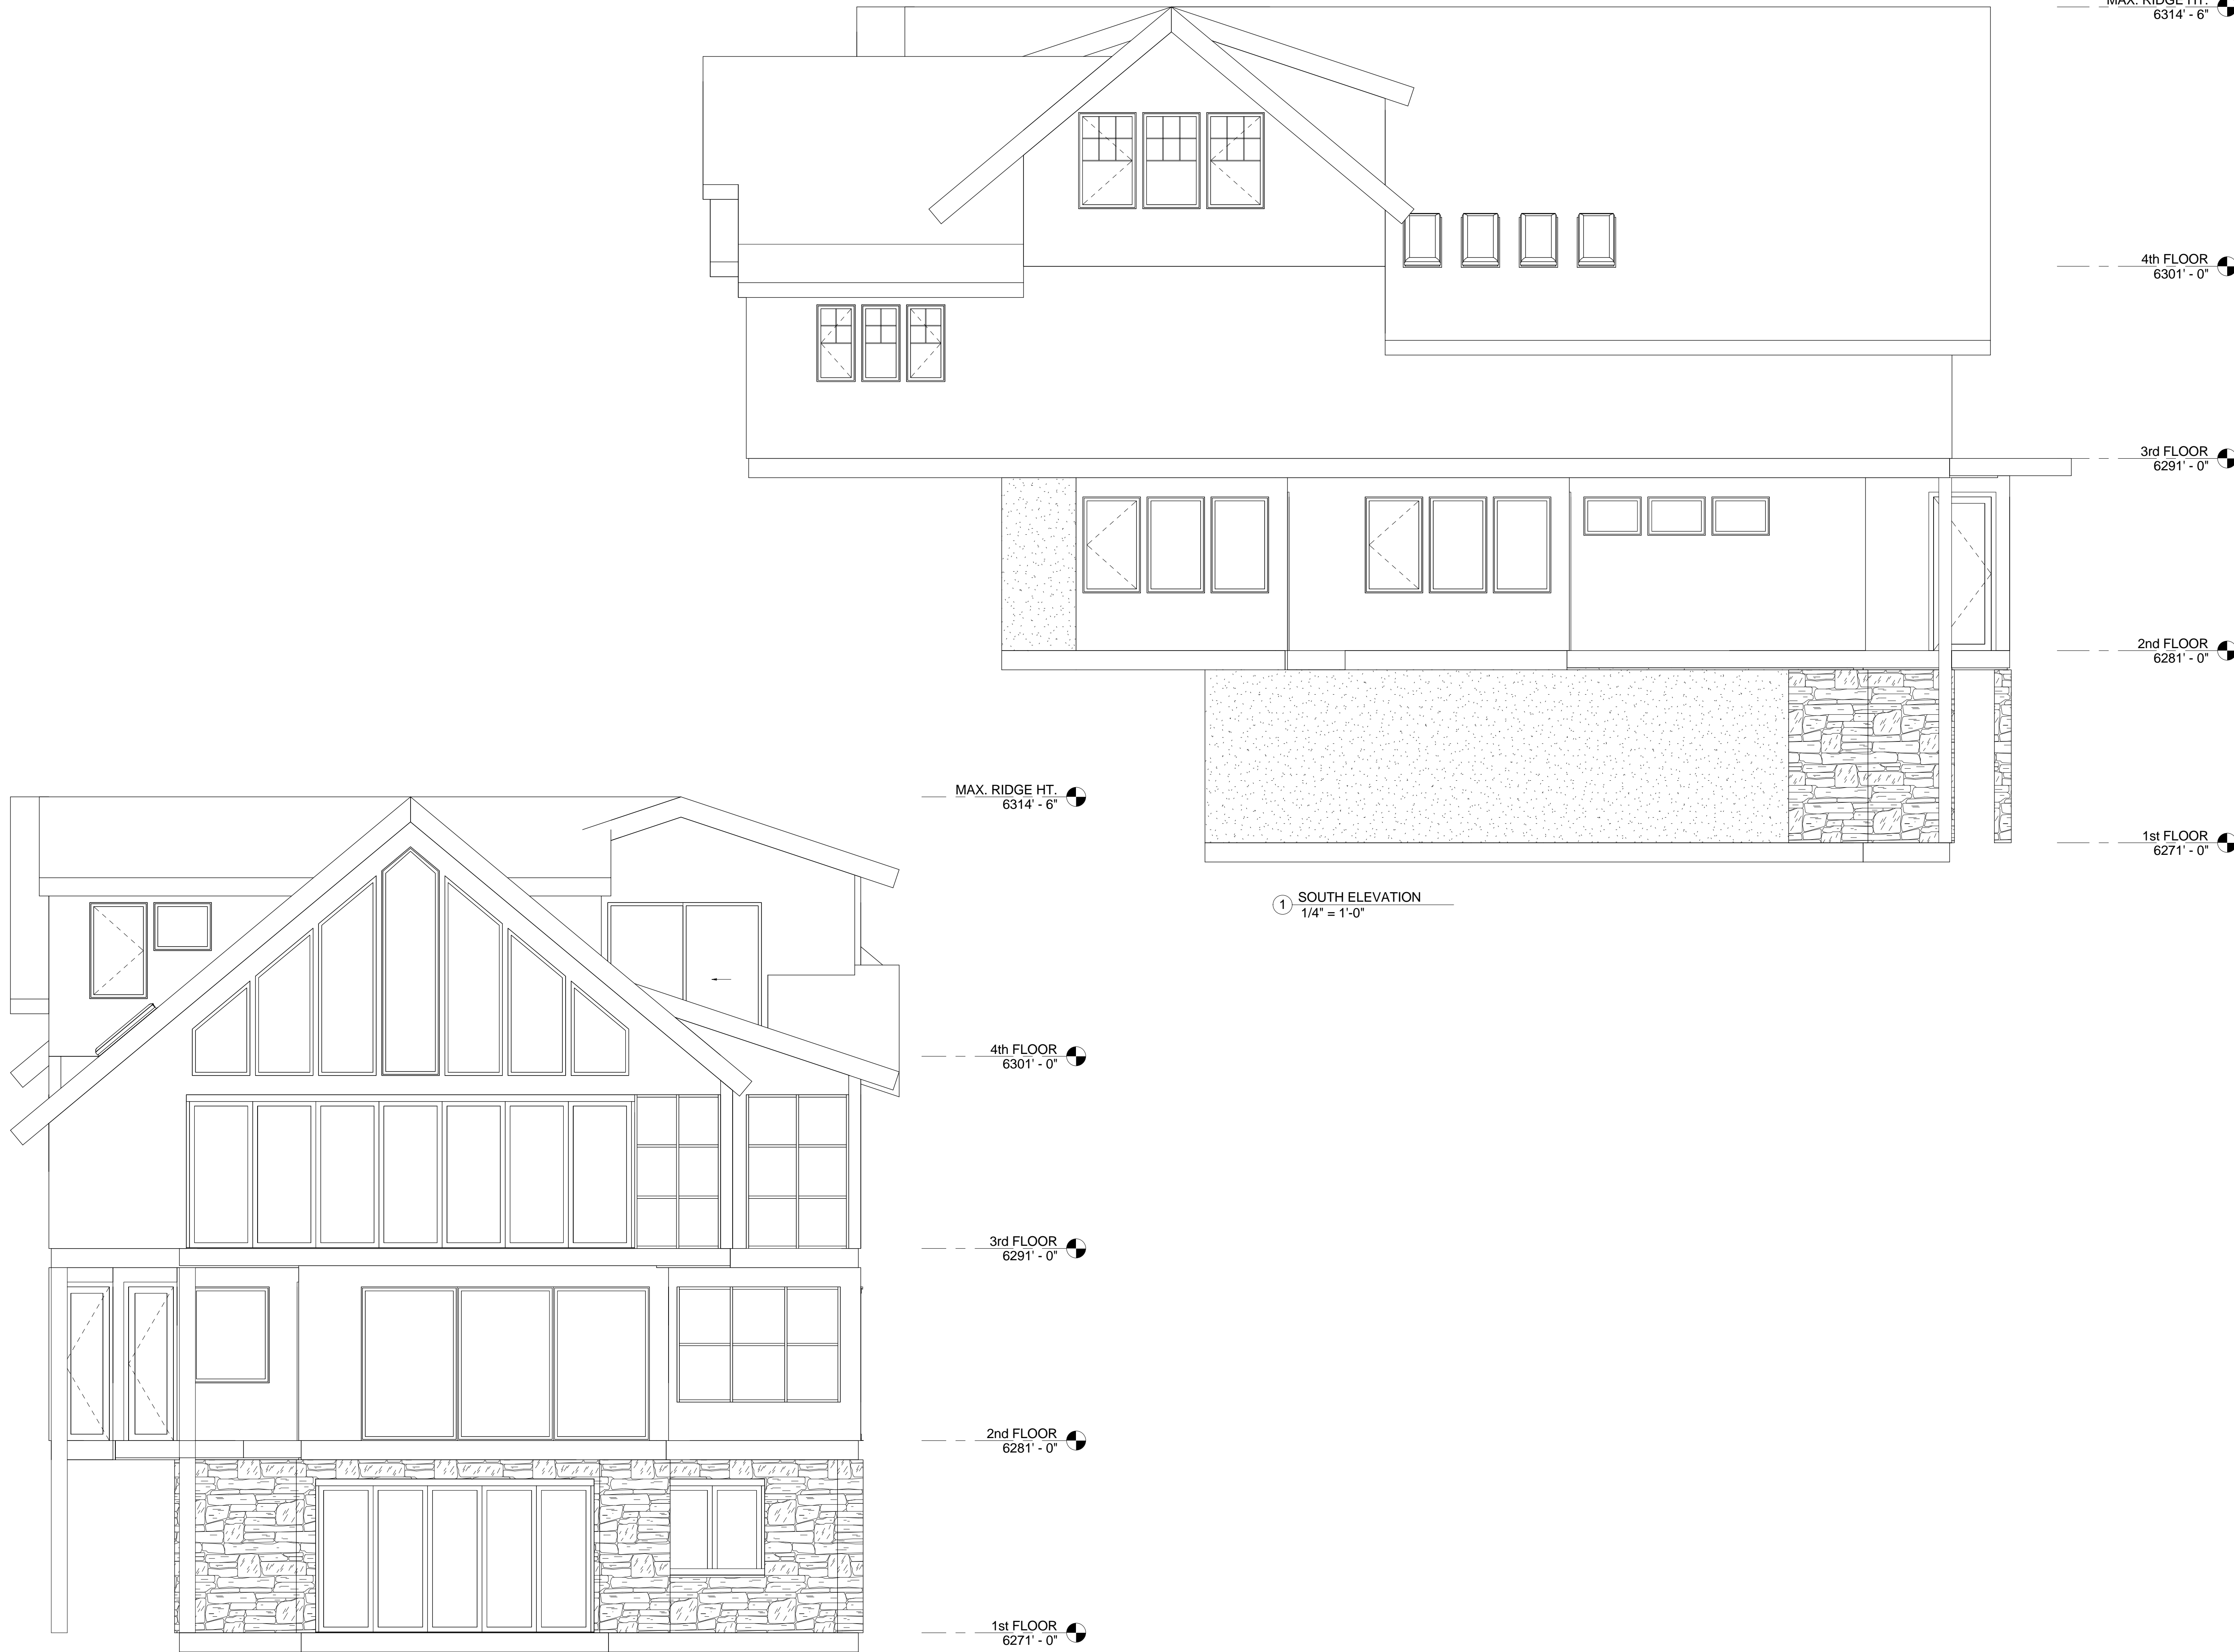 MAX. RIDGE HT.
6314' - 6"
4th FLOOR
6301' - 0"
3rd FLOOR
6291' - 0"
2nd FLOOR
6281' - 0"
1st FLOOR
6271' - 0"
1 SOUTH ELEVATION
1/4" = 1'-0"
MAX. RIDGE HT.
6314' - 6"
4th FLOOR
6301' - 0"
3rd FLOOR
6291' - 0"
2nd FLOOR
6281' - 0"
1st FLOOR
6271' - 0"